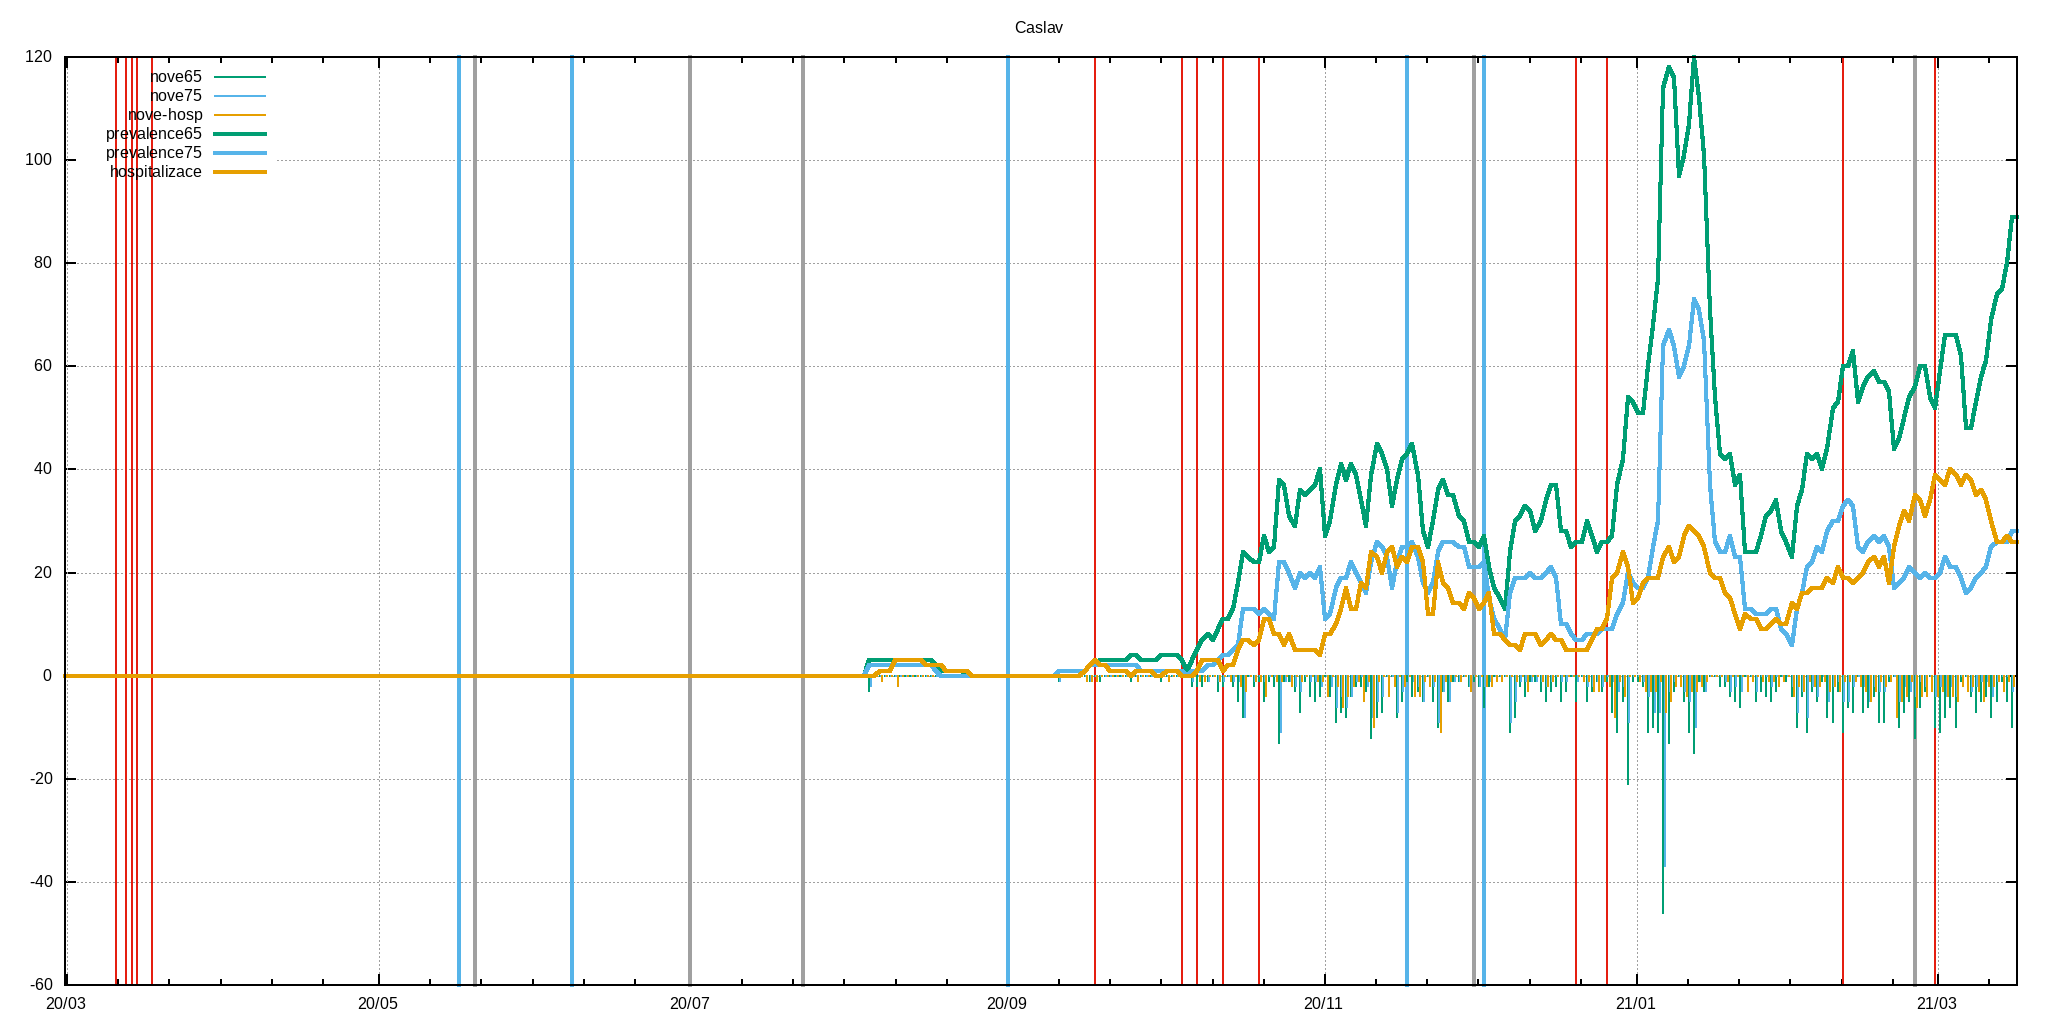 Caslav
120
100
80
60
40
20
0
-20
-40
-60
nove65
nove75
nove-hosp
prevalence65
prevalence75
hospitalizace
20/03 20/05 20/07 20/09 20/11 21/01 21/03